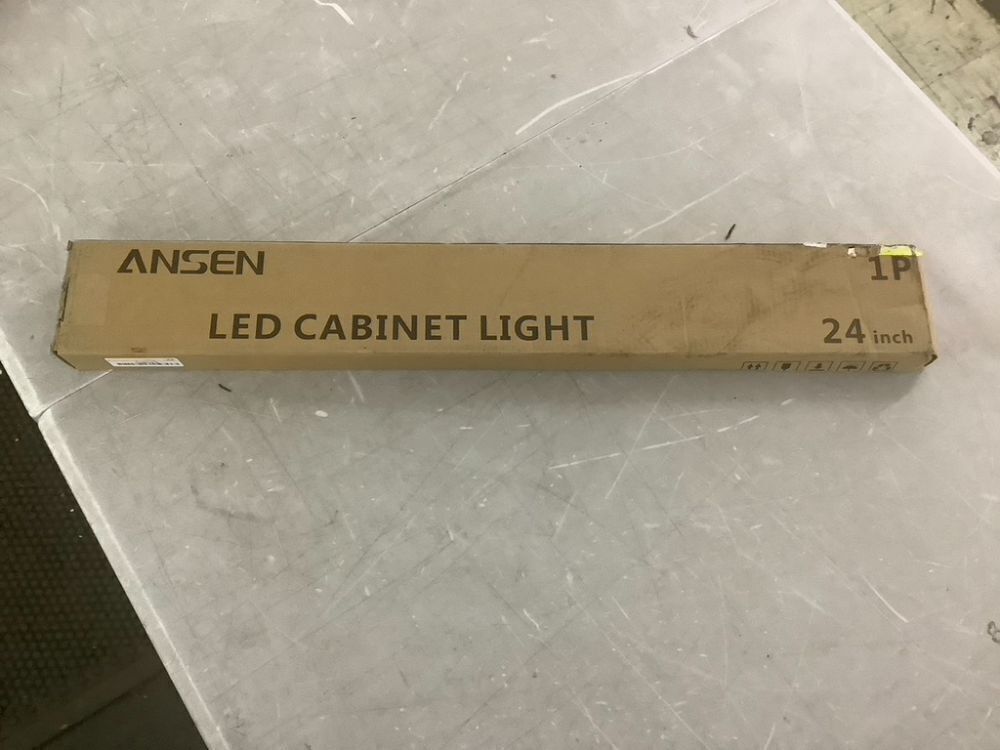 ANSEN
1P
LED CABINET LIGHT
24 inch